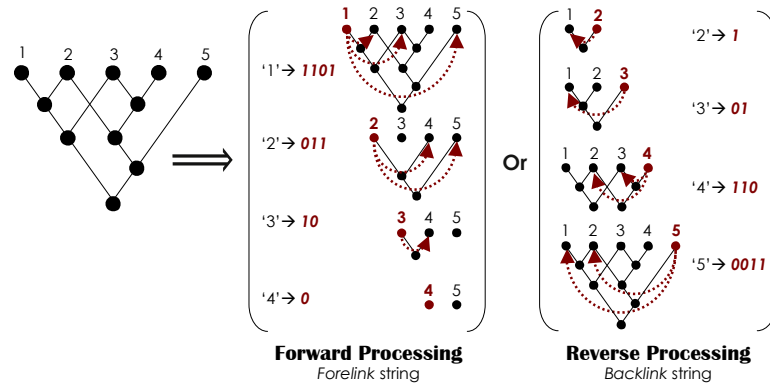 1 2 3 4 5
1 2 3 4 5
'1'→ 1101
2 3 4 5
'2'→ 011
3 4 5
'3'→ 10
4 5
'4'→ 0
Forward Processing
Forelink string
Or
1 2
'2'→ 1
1 2 3
'3'→ 01
1 2 3 4
'4'→ 110
1 2 3 4 5
'5'→ 0011
Reverse Processing
Backlink string